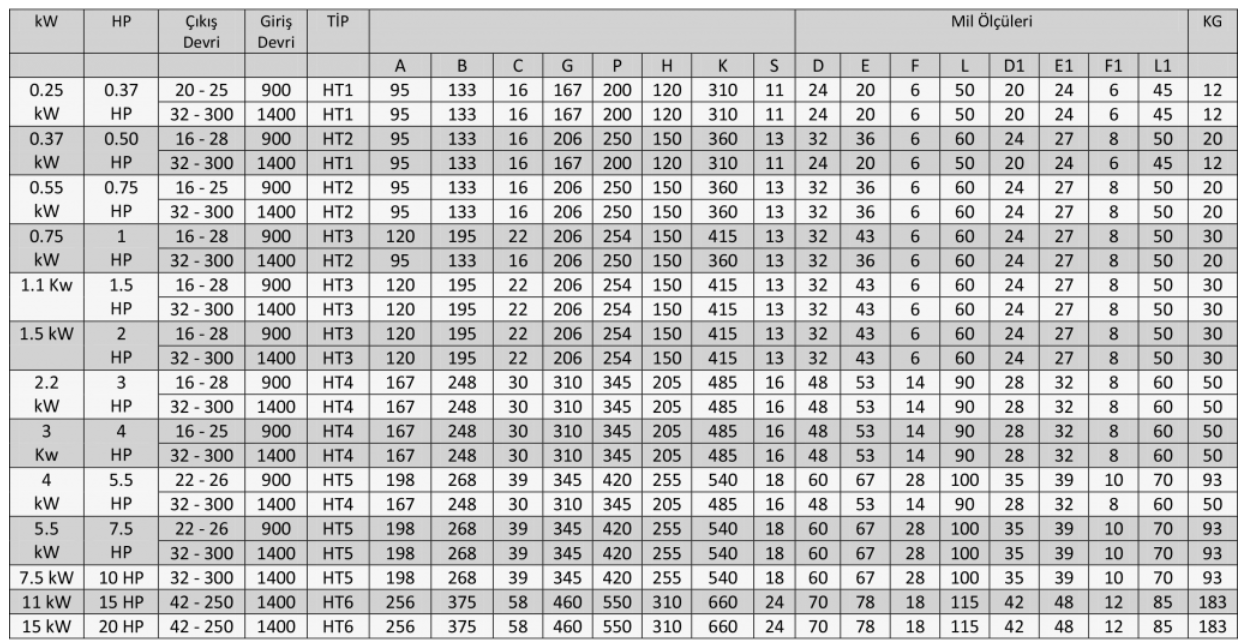 kW HP Çıkış Devri Giriş Devri TİP Mil Ölçüleri KG
A B C G P H K S D E F L D1 E1 F1 L1
0.25 kW 0.37 HP 20 - 25 900 HT1 95 133 16 167 200 120 310 11 24 20 6 50 20 24 6 45 12
32 - 300 1400 HT1 95 133 16 167 200 120 310 11 24 20 6 50 20 24 6 45 12
0.37 kW 0.50 HP 16 - 28 900 HT2 95 133 16 206 250 150 360 13 32 36 6 60 24 27 8 50 20
32 - 300 1400 HT1 95 133 16 167 200 120 310 11 24 20 6 50 20 24 6 45 12
0.55 kW 0.75 HP 16 - 25 900 HT2 95 133 16 206 250 150 360 13 32 36 6 60 24 27 8 50 20
32 - 300 1400 HT2 95 133 16 206 250 150 360 13 32 36 6 60 24 27 8 50 20
0.75 kW 1 HP 16 - 28 900 HT3 120 195 22 206 254 150 415 13 32 43 6 60 24 27 8 50 30
32 - 300 1400 HT2 95 133 16 206 250 150 360 13 32 36 6 60 24 27 8 50 20
1.1 Kw 1.5 HP 16 - 28 900 HT3 120 195 22 206 254 150 415 13 32 43 6 60 24 27 8 50 30
32 - 300 1400 HT3 120 195 22 206 254 150 415 13 32 43 6 60 24 27 8 50 30
1.5 kW 2 HP 16 - 28 900 HT3 120 195 22 206 254 150 415 13 32 43 6 60 24 27 8 50 30
32 - 300 1400 HT3 120 195 22 206 254 150 415 13 32 43 6 60 24 27 8 50 30
2.2 kW 3 HP 16 - 28 900 HT4 167 248 30 310 345 205 485 16 48 53 14 90 28 32 8 60 50
32 - 300 1400 HT4 167 248 30 310 345 205 485 16 48 53 14 90 28 32 8 60 50
3 Kw 4 HP 16 - 25 900 HT4 167 248 30 310 345 205 485 16 48 53 14 90 28 32 8 60 50
32 - 300 1400 HT4 167 248 30 310 345 205 485 16 48 53 14 90 28 32 8 60 50
4 kW 5.5 HP 22 - 26 900 HT5 198 268 39 345 420 255 540 18 60 67 28 100 35 39 10 70 93
32 - 300 1400 HT4 167 248 30 310 345 205 485 16 48 53 14 90 28 32 8 60 50
5.5 kW 7.5 HP 22 - 26 900 HT5 198 268 39 345 420 255 540 18 60 67 28 100 35 39 10 70 93
32 - 300 1400 HT5 198 268 39 345 420 255 540 18 60 67 28 100 35 39 10 70 93
7.5 kW 10 HP 32 - 300 1400 HT5 198 268 39 345 420 255 540 18 60 67 28 100 35 39 10 70 93
11 kW 15 HP 42 - 250 1400 HT6 256 375 58 460 550 310 660 24 70 78 18 115 42 48 12 85 183
15 kW 20 HP 42 - 250 1400 HT6 256 375 58 460 550 310 660 24 70 78 18 115 42 48 12 85 183